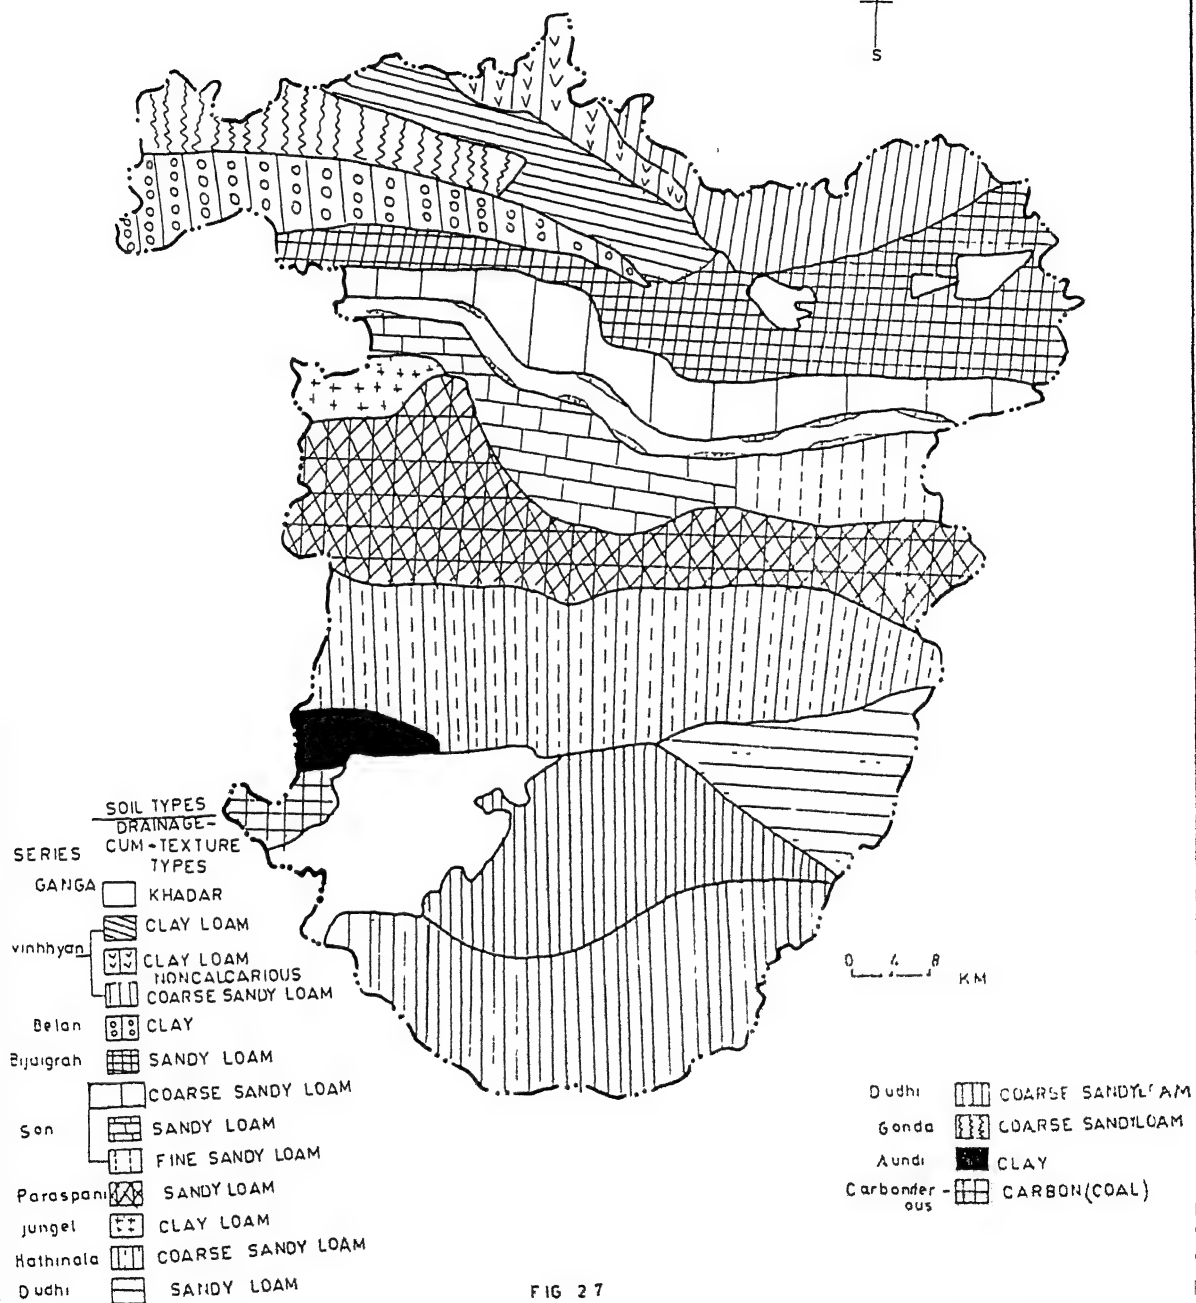 S
SOIL TYPES
DRAINAGE-
CUM-TEXTURE
TYPES
SERIES
GANGA KHADAR
vinhhyan CLAY LOAM
CLAY LOAM
NONCALCARIOUS
COARSE SANDY LOAM
Belan CLAY
Bijaigrah SANDY LOAM
COARSE SANDY LOAM
Son SANDY LOAM
FINE SANDY LOAM
Paraspani SANDY LOAM
jungel CLAY LOAM
Hathinala COARSE SANDY LOAM
Dudhi SANDY LOAM
0 4 8
KM
Dudhi COARSE SANDYL'AM
Gonda COARSE SANDYLOAM
Aundi CLAY
Carbonifer-
ous CARBON(COAL)
FIG 27